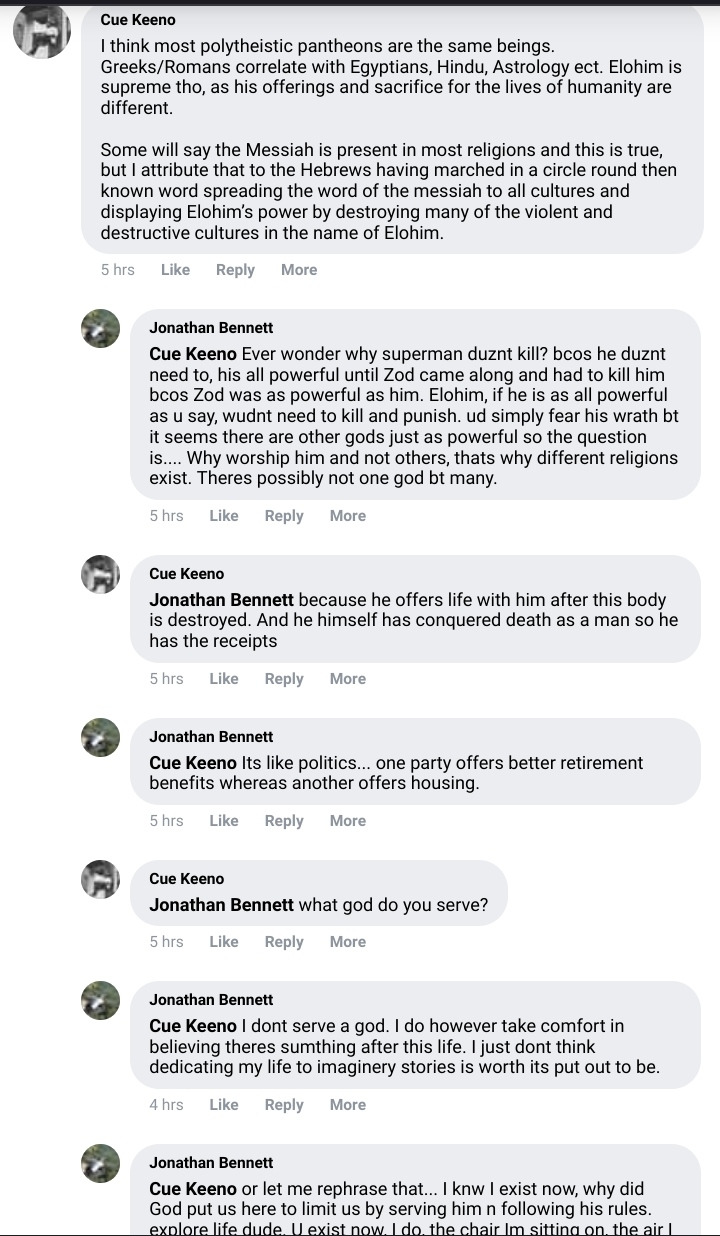 Cue Keeno
I think most polytheistic pantheons are the same beings.
Greeks/Romans correlate with Egyptians, Hindu, Astrology ect. Elohim is
supreme tho, as his offerings and sacrifice for the lives of humanity are
different.
Some will say the Messiah is present in most religions and this is true,
but I attribute that to the Hebrews having marched in a circle round then
known word spreading the word of the messiah to all cultures and
displaying Elohim's power by destroying many of the violent and
destructive cultures in the name of Elohim.
5 hrs Like Reply More
Jonathan Bennett
Cue Keeno Ever wonder why superman duznt kill? bcos he duznt
need to, his all powerful until Zod came along and had to kill him
bcos Zod was as powerful as him. Elohim, if he is as all powerful
as u say, wudnt need to kill and punish. ud simply fear his wrath bt
it seems there are other gods just as powerful so the question
is.... Why worship him and not others, thats why different religions
exist. Theres possibly not one god bt many.
5 hrs Like Reply More
Cue Keeno
Jonathan Bennett because he offers life with him after this body
is destroyed. And he himself has conquered death as a man so he
has the receipts
5 hrs Like Reply More
Jonathan Bennett
Cue Keeno Its like politics... one party offers better retirement
benefits whereas another offers housing.
5 hrs Like Reply More
Cue Keeno
Jonathan Bennett what god do you serve?
5 hrs Like Reply More
Jonathan Bennett
Cue Keeno I dont serve a god. I do however take comfort in
believing theres sumthing after this life. I just dont think
dedicating my life to imaginery stories is worth its put out to be.
4 hrs Like Reply More
Jonathan Bennett
Cue Keeno or let me rephrase that... I knw I exist now, why did
God put us here to limit us by serving him n following his rules.
explore life dude. U exist now, I do, the chair Im sitting on, the air I